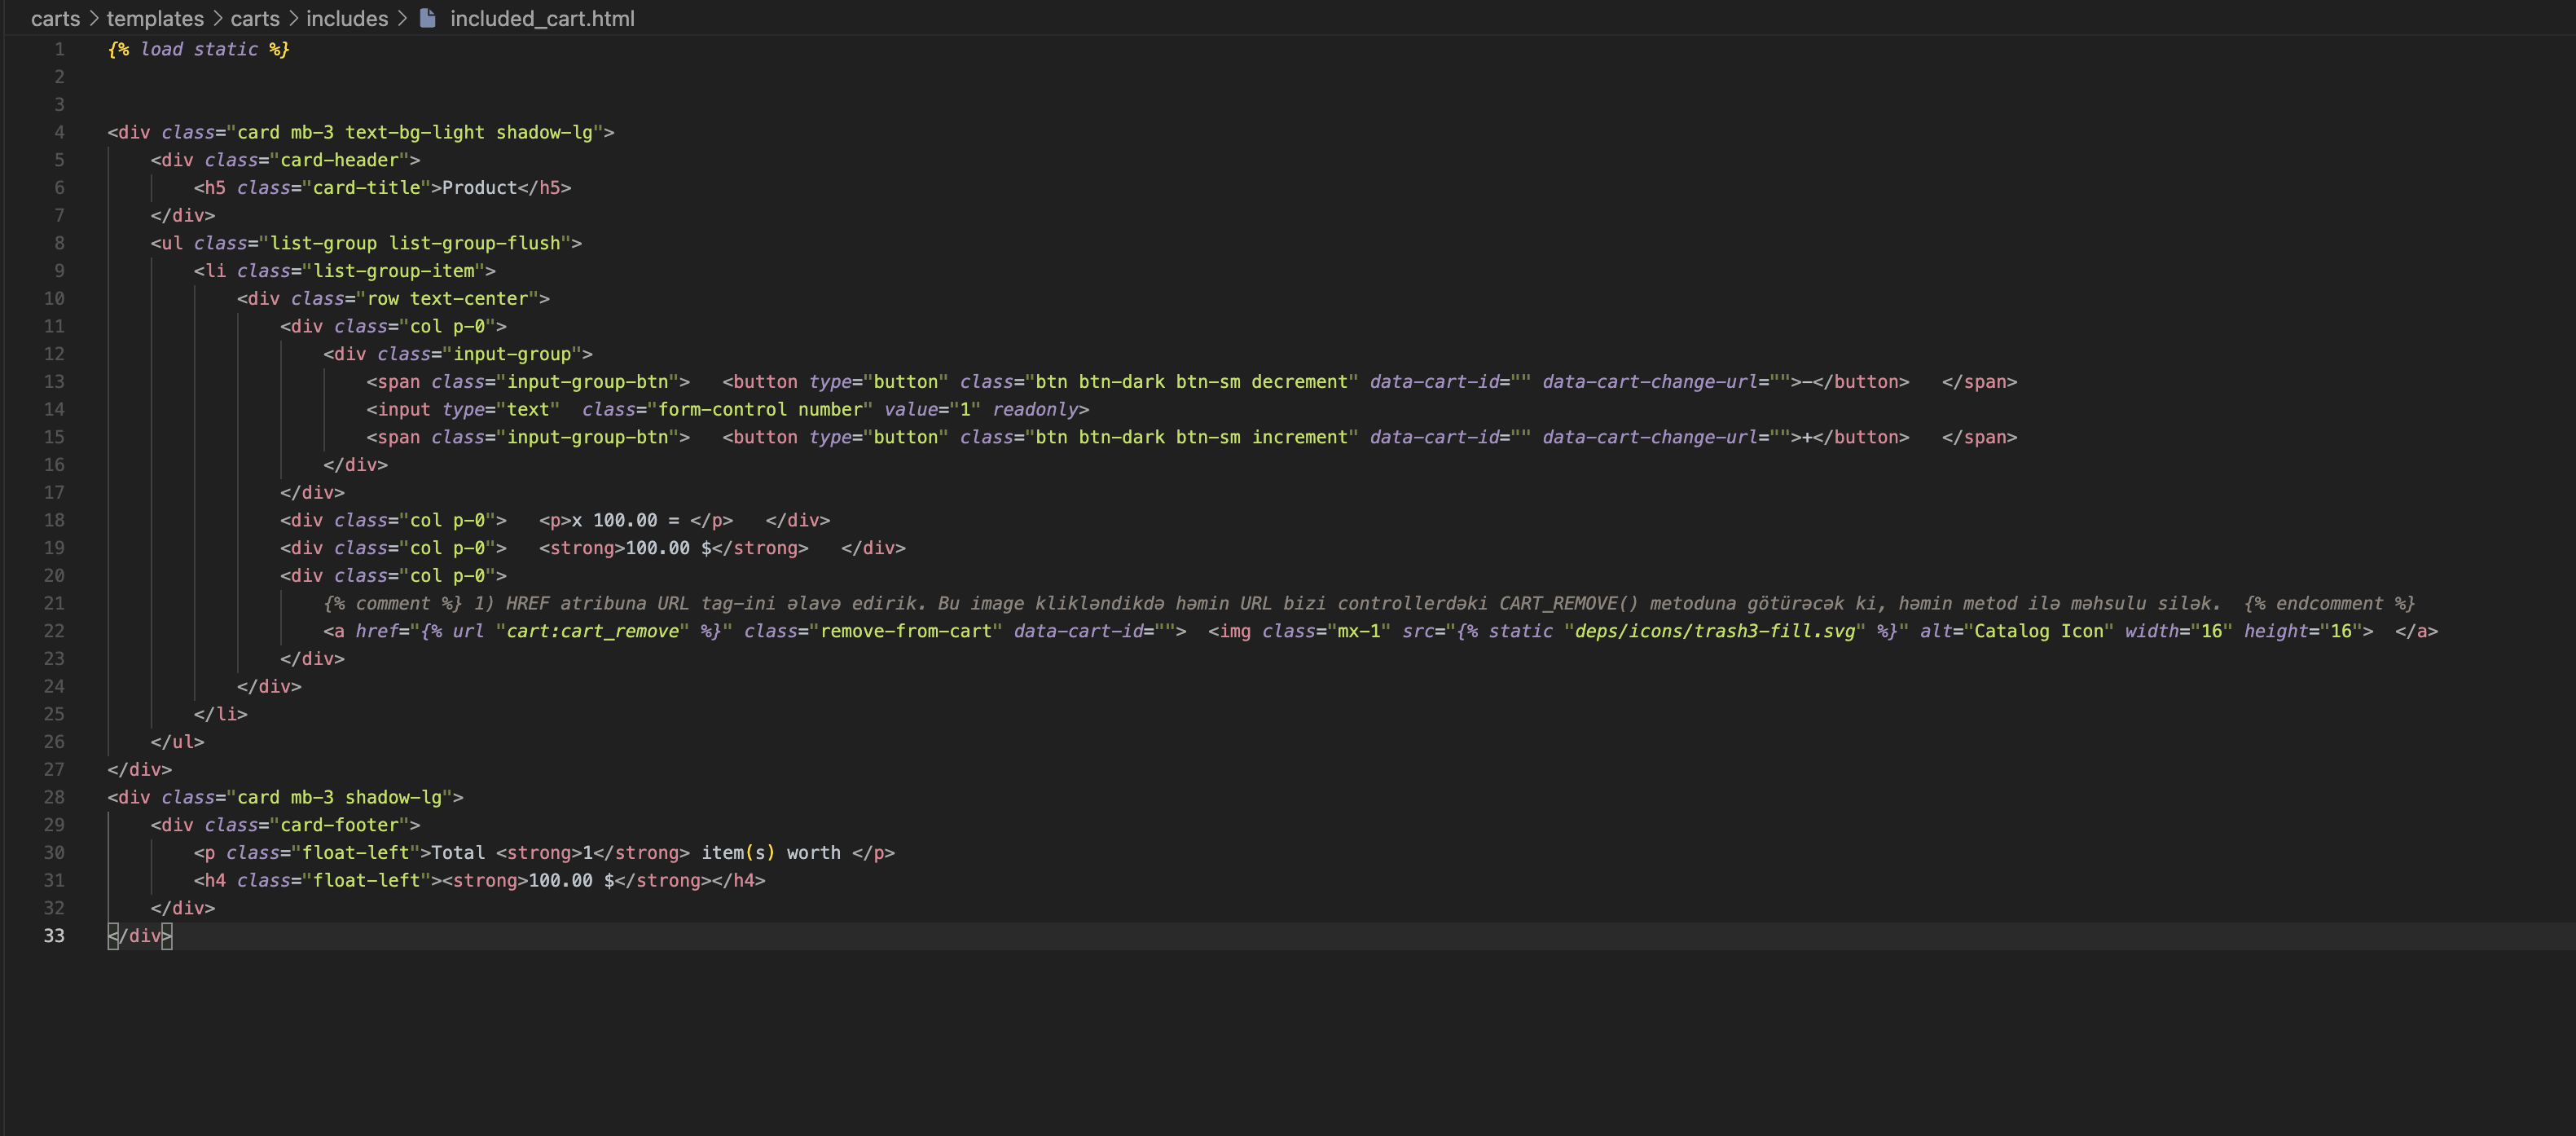 carts > templates > carts > includes > included_cart.html
1 {% load static %}
2
3
4 <div class="card mb-3 text-bg-light shadow-lg">
5 <div class="card-header">
6 <h5 class="card-title">Product</h5>
7 </div>
8 <ul class="list-group list-group-flush">
9 <li class="list-group-item">
10 <div class="row text-center">
11 <div class="col p-0">
12 <div class="input-group">
13 <span class="input-group-btn">   <button type="button" class="btn btn-dark btn-sm decrement" data-cart-id="" data-cart-change-url="">-</button>   </span>
14 <input type="text"  class="form-control number" value="1" readonly>
15 <span class="input-group-btn">   <button type="button" class="btn btn-dark btn-sm increment" data-cart-id="" data-cart-change-url="">+</button>   </span>
16 </div>
17 </div>
18 <div class="col p-0">   <p>x 100.00 = </p>   </div>
19 <div class="col p-0">   <strong>100.00 $</strong>   </div>
20 <div class="col p-0">
21 {% comment %} 1) HREF atribuna URL tag-ini əlavə edirik. Bu image klikləndikdə həmin URL bizi controllerdəki CART_REMOVE() metoduna götürəcək ki, həmin metod ilə məhsulu silək.  {% endcomment %}
22 <a href="{% url "cart:cart_remove" %}" class="remove-from-cart" data-cart-id="">  <img class="mx-1" src="{% static "deps/icons/trash3-fill.svg" %}" alt="Catalog Icon" width="16" height="16">  </a>
23 </div>
24 </div>
25 </li>
26 </ul>
27 </div>
28 <div class="card mb-3 shadow-lg">
29 <div class="card-footer">
30 <p class="float-left">Total <strong>1</strong> item(s) worth </p>
31 <h4 class="float-left"><strong>100.00 $</strong></h4>
32 </div>
33 </div>